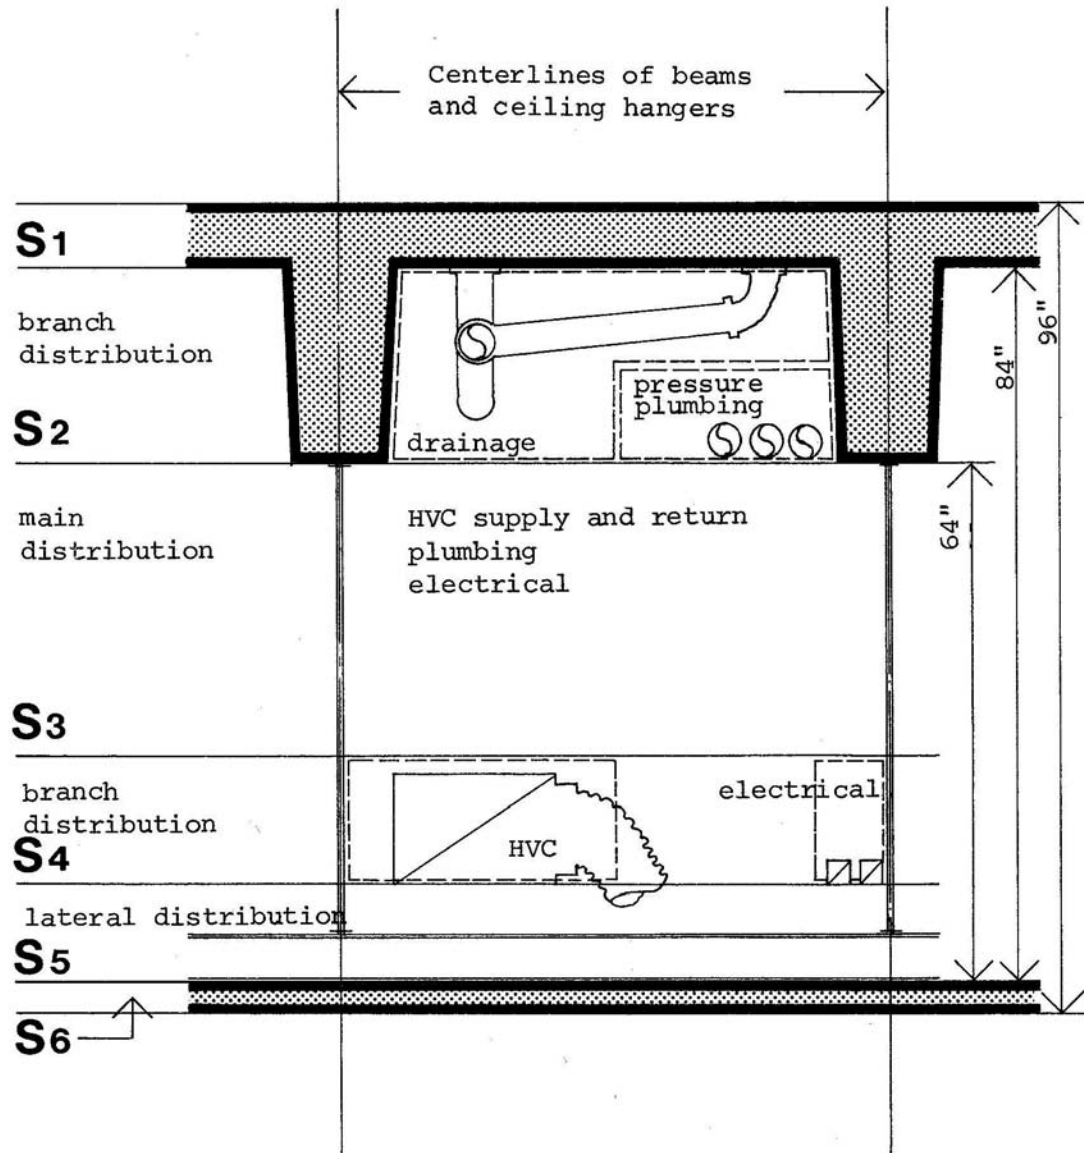 Centerlines of beams
and ceiling hangers
S1
96"
branch
distribution
84"
pressure
plumbing
S2
drainage
main
distribution
HVC supply and return
plumbing
electrical
64"
S3
branch
distribution
electrical
HVC
S4
lateral distribution
S5
S6